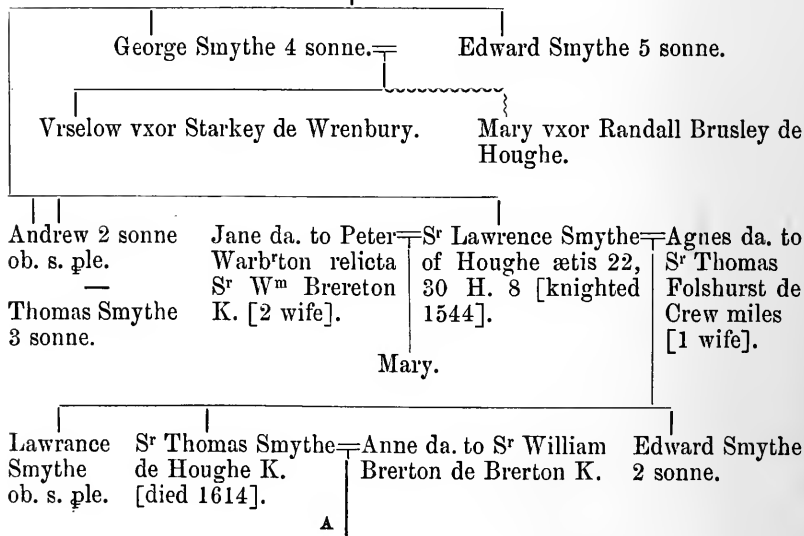 George Smythe 4 sonne. Edward Smythe 5 sonne.
Vrselow vxor Starkey de Wrenbury.
Mary vxor Randall Brusley de
Houghe.
Andrew 2 sonne
ob. s. ꝑle.
—
Thomas Smythe
3 sonne.
Jane da. to Peter
Warbʳton relicta
Sʳ Wᵐ Brereton
K. [2 wife].
Sʳ Lawrence Smythe
of Houghe ætis 22,
30 H. 8 [knighted
1544].
Agnes da. to
Sʳ Thomas
Folshurst de
Crew miles
[1 wife].
Mary.
Lawrance
Smythe
ob. s. ꝑle.
Sʳ Thomas Smythe
de Houghe K.
[died 1614].
Anne da. to Sʳ William
Brerton de Brerton K.
Edward Smythe
2 sonne.
A